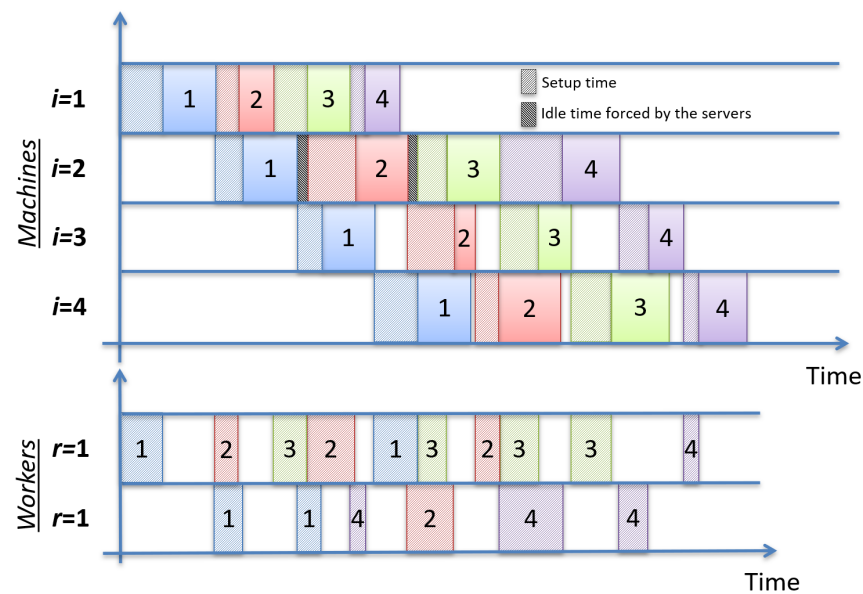 Machines
Setup time
Idle time forced by the servers
i=1 1 2 3 4
i=2 1 2 3 4
i=3 1 2 3 4
i=4 1 2 3 4
Time
Workers
r=1 1 2 3 2 1 3 2 3 3 4
r=1 1 1 4 2 4 4
Time